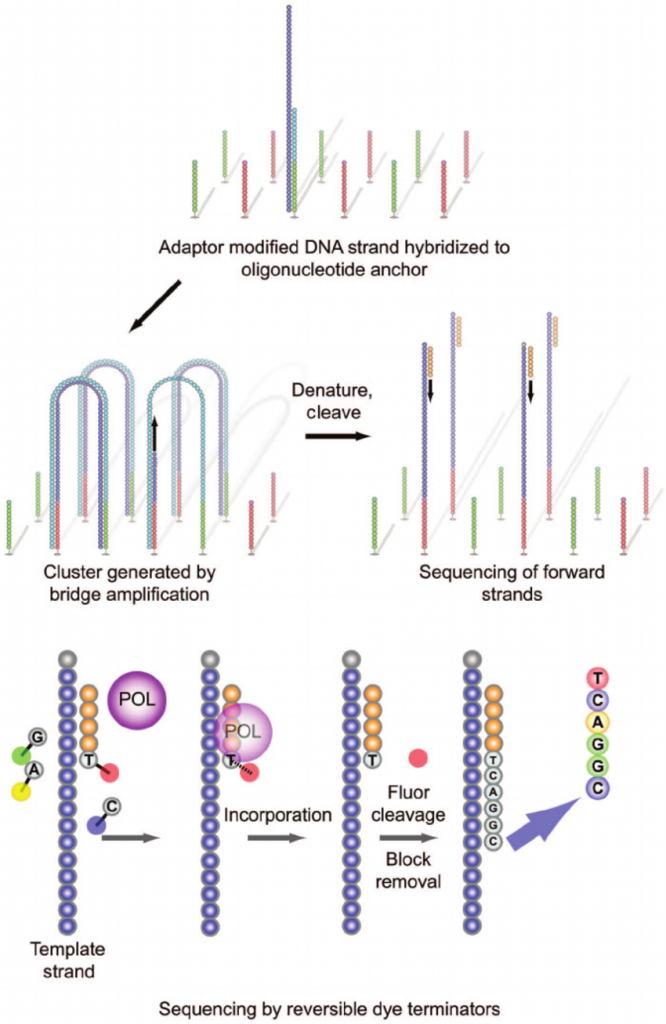 Adaptor modified DNA strand hybridized to
oligonucleotide anchor
Denature,
cleave
Cluster generated by
bridge amplification
Sequencing of forward
strands
POL
G
A
T
C
Template
strand
POL
T
Incorporation
T
Fluor
cleavage
Block
removal
T
C
A
G
G
C
T
C
A
G
G
C
Sequencing by reversible dye terminators